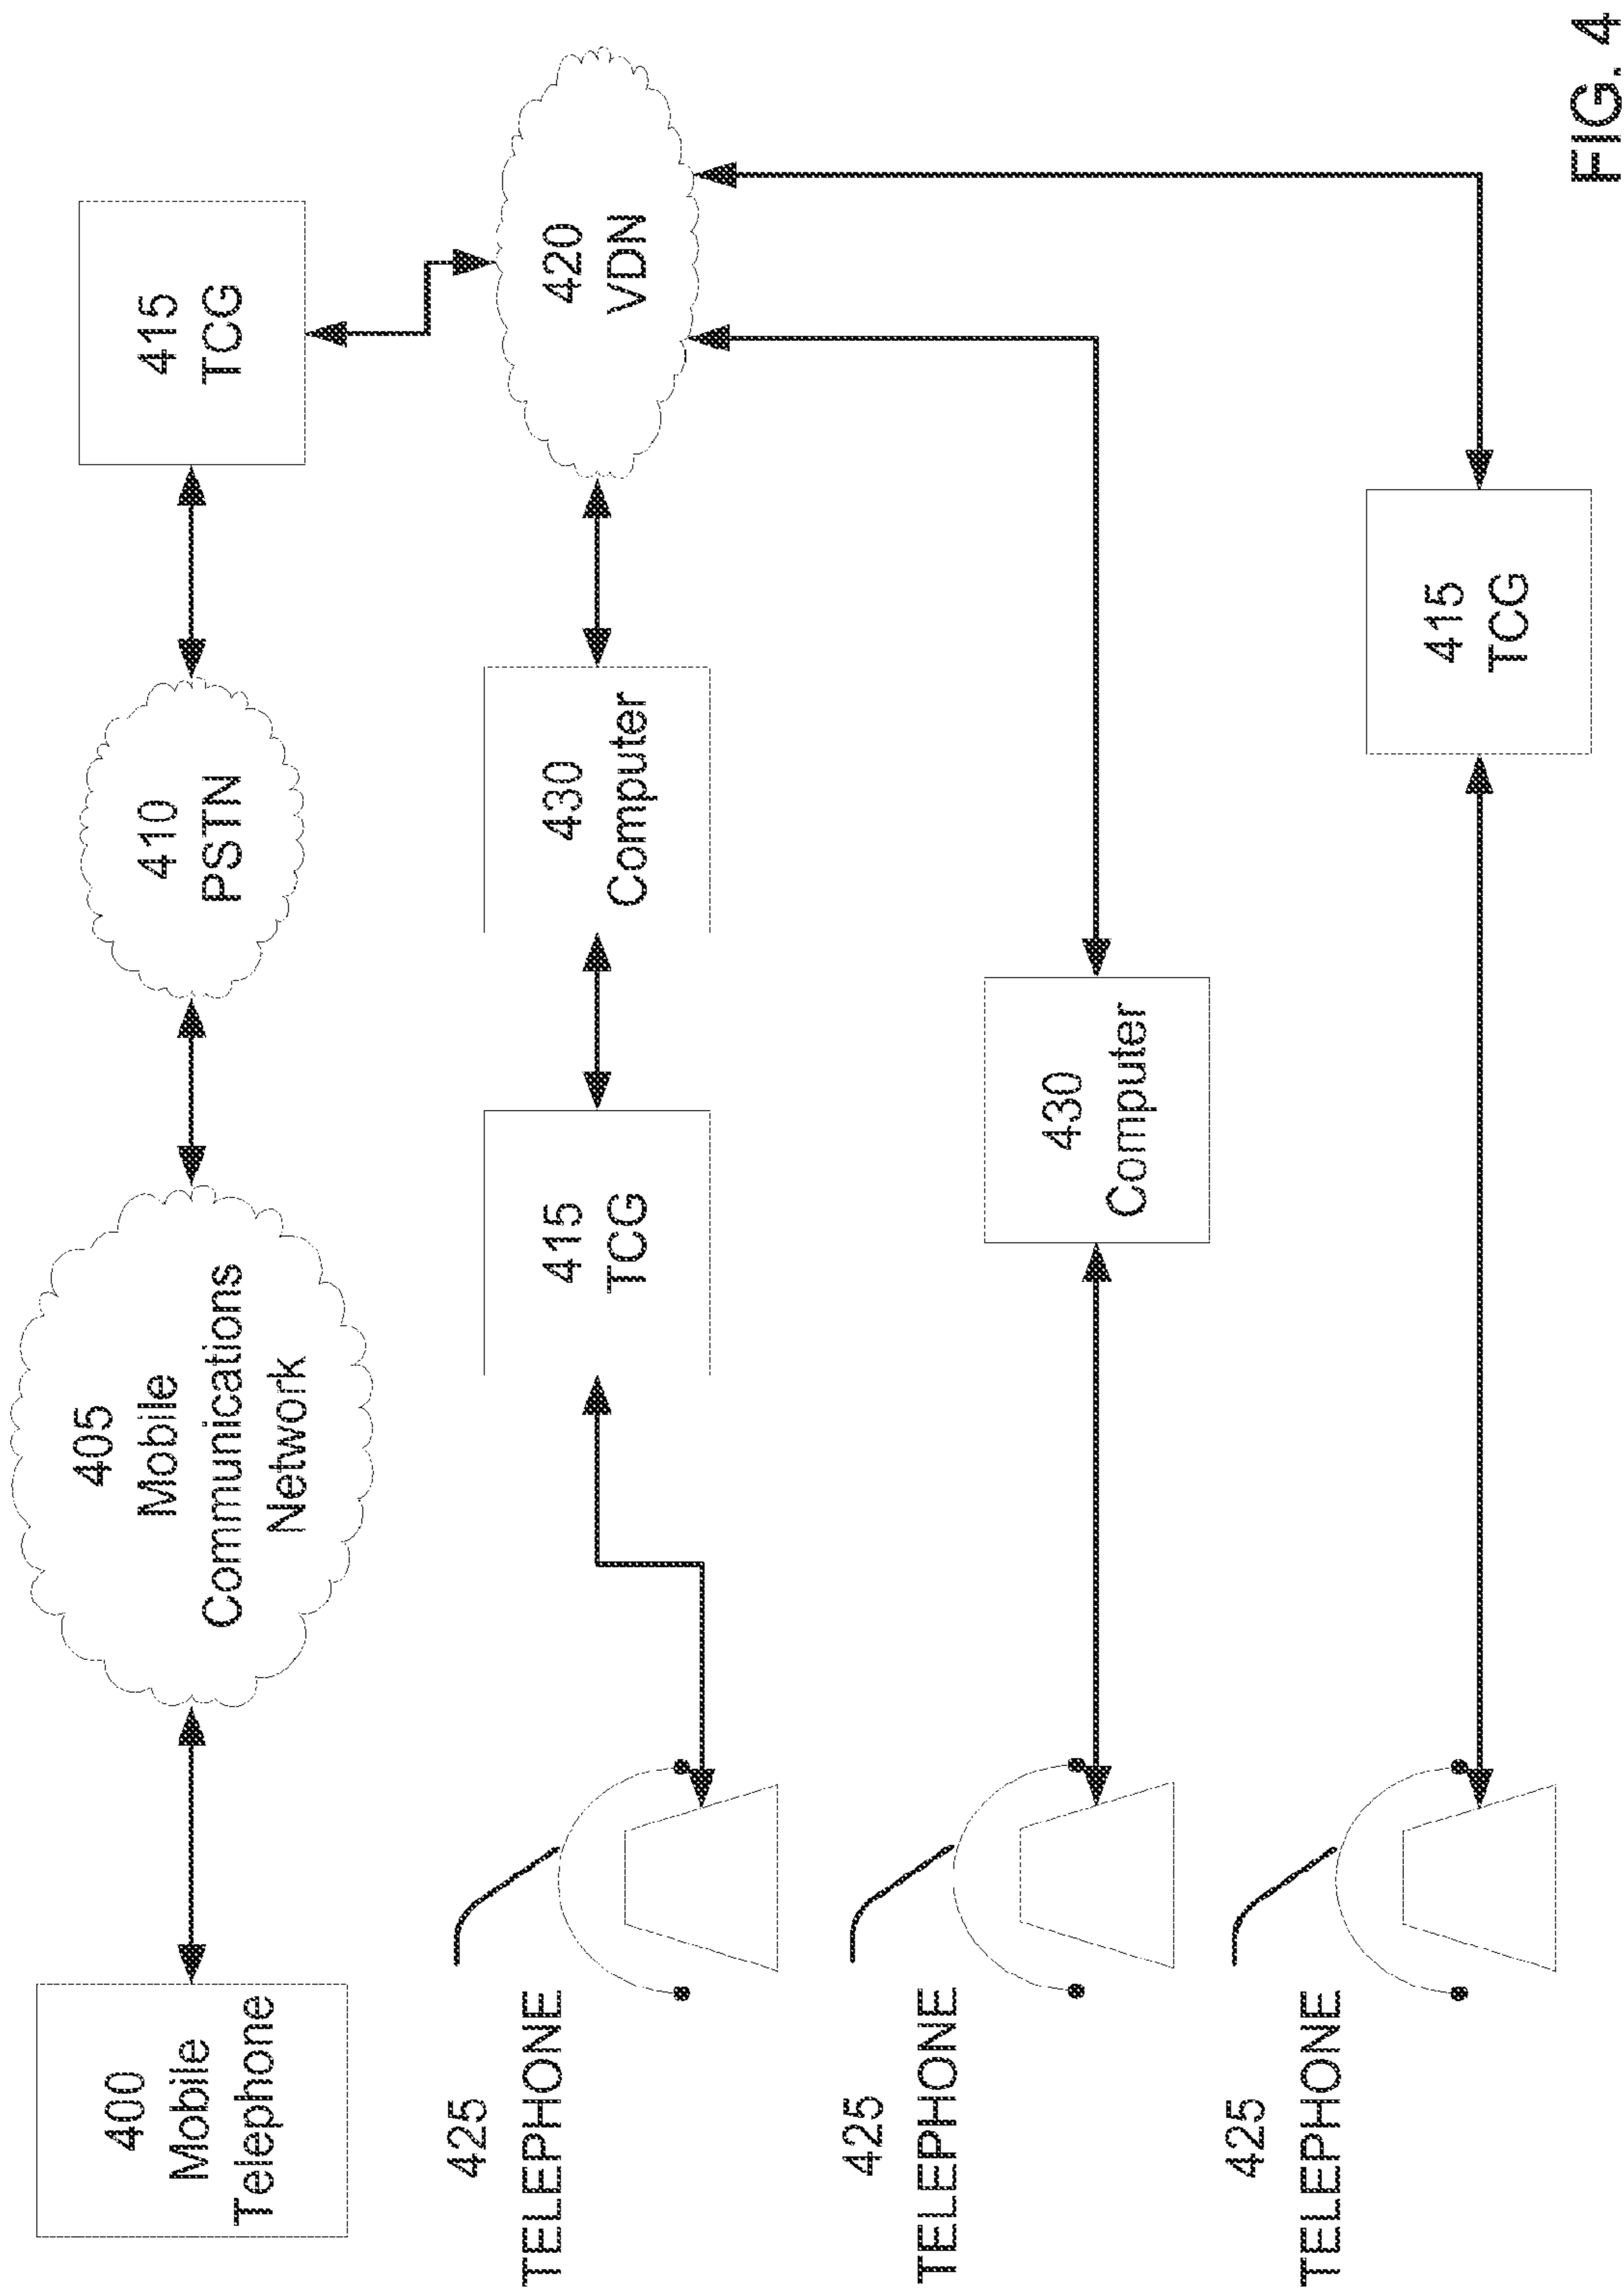 400
Mobile
Telephone
405
Mobile
Communications
Network
410
PSTN
415
TCG
425
TELEPHONE
415
TCG
430
Computer
420
VDN
425
TELEPHONE
430
Computer
425
TELEPHONE
415
TCG
FIG. 4